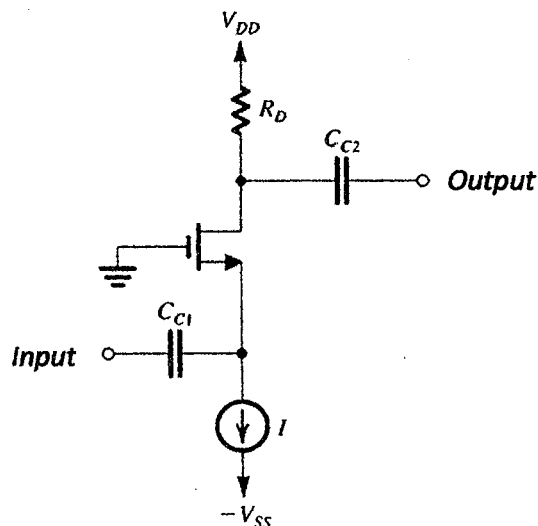 V_DD
R_D
C_C2
Output
C_C1
Input
I
-V_SS